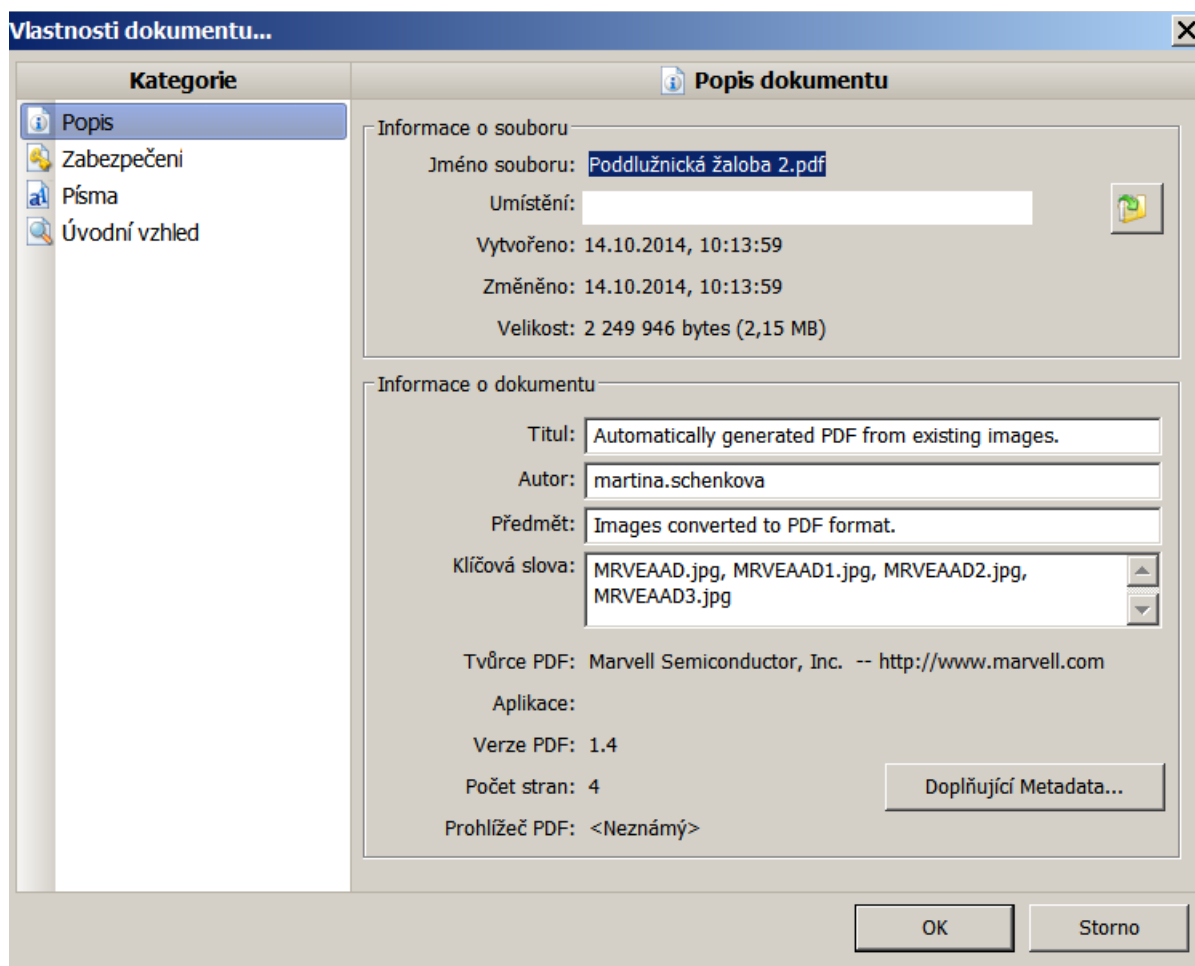 Vlastnosti dokumentu...
Kategorie
Popis
Zabezpečení
Písma
Úvodní vzhled
Popis dokumentu
Informace o souboru
Jméno souboru: Poddlužnická žaloba 2.pdf
Umístění:
Vytvořeno: 14.10.2014, 10:13:59
Změněno: 14.10.2014, 10:13:59
Velikost: 2 249 946 bytes (2,15 MB)
Informace o dokumentu
Titul: Automatically generated PDF from existing images.
Autor: martina.schenkova
Předmět: Images converted to PDF format.
Klíčová slova: MRVEAAD.jpg, MRVEAAD1.jpg, MRVEAAD2.jpg,
MRVEAAD3.jpg
Tvůrce PDF: Marvell Semiconductor, Inc. -- http://www.marvell.com
Aplikace:
Verze PDF: 1.4
Počet stran: 4
Doplňující Metadata...
Prohlížeč PDF: <Neznámý>
OK
Storno